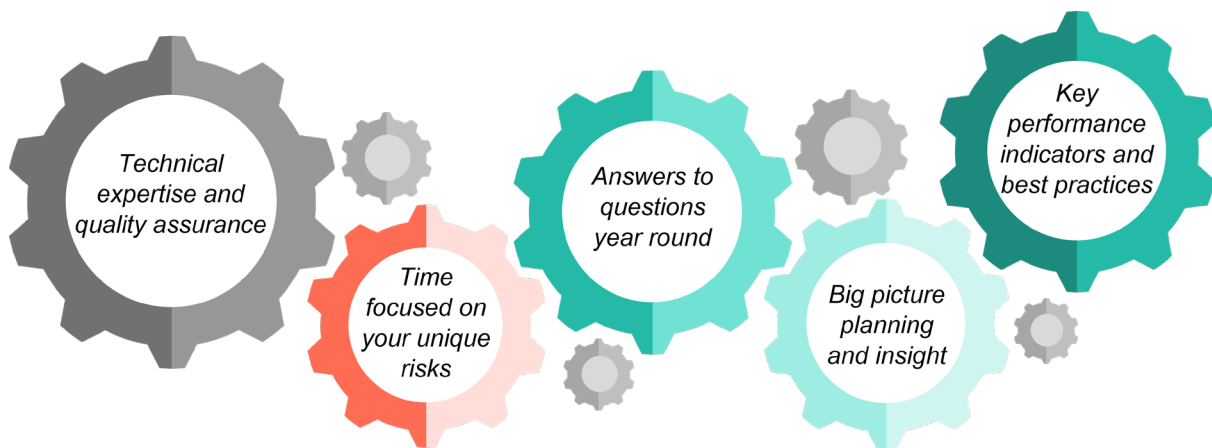 Technical
expertise and
quality assurance
Time
focused on
your unique
risks
Answers to
questions
year round
Big picture
planning
and insight
Key
performance
indicators and
best practices